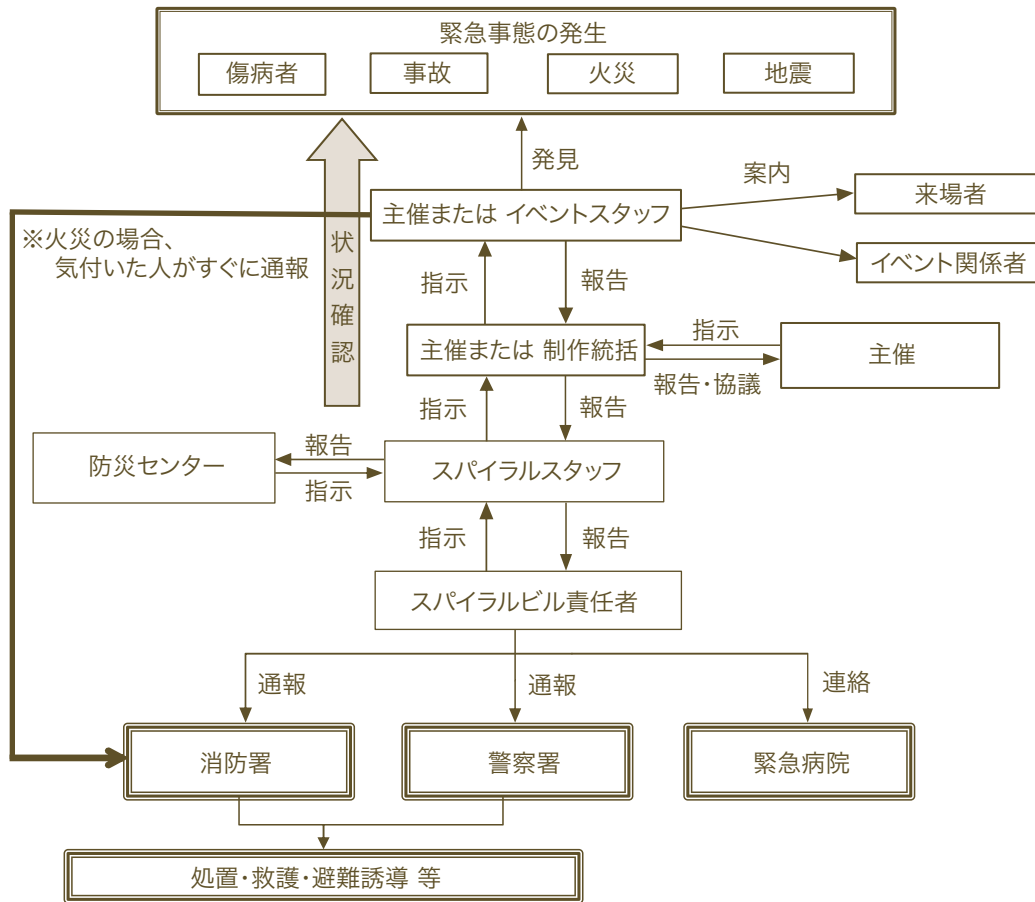 緊急事態の発生
傷病者
事故
火災
地震
発見
案内
来場者
主催または イベントスタッフ
※火災の場合、
気付いた人がすぐに通報
状況確認
イベント関係者
指示
報告
主催または 制作統括
指示
主催
報告・協議
指示
報告
防災センター
報告
指示
スパイラルスタッフ
指示
報告
スパイラルビル責任者
通報
通報
連絡
消防署
警察署
緊急病院
処置・救護・避難誘導 等